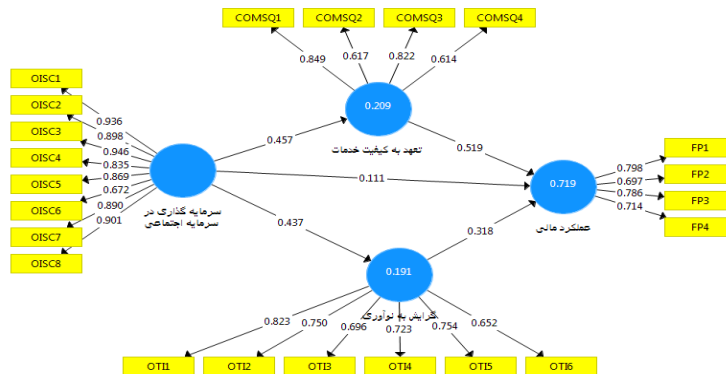 COMSQ1 COMSQ2 COMSQ3 COMSQ4
0.849 0.617 0.822 0.614
0.209
تعهد به کیفیت خدمات
OISC1
OISC2
OISC3
OISC4
OISC5
OISC6
OISC7
OISC8
0.936
0.898
0.946
0.835
0.869
0.672
0.890
0.901
سرمایه گذاری در
سرمایه اجتماعی
0.457
0.519
0.111
0.437
0.318
0.719
عملکرد مالی
0.798
0.697
0.786
0.714
FP1
FP2
FP3
FP4
0.191
گرایش به نوآوری
0.823 0.750 0.696 0.723 0.754 0.652
OTI1 OTI2 OTI3 OTI4 OTI5 OTI6